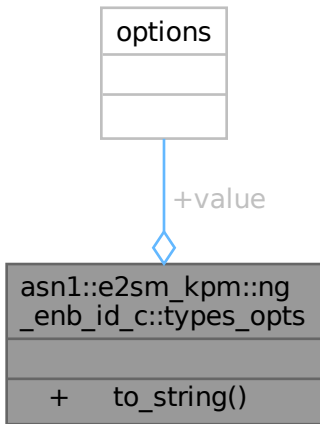 options
+value
asn1::e2sm_kpm::ng
_enb_id_c::types_opts
+ to_string()